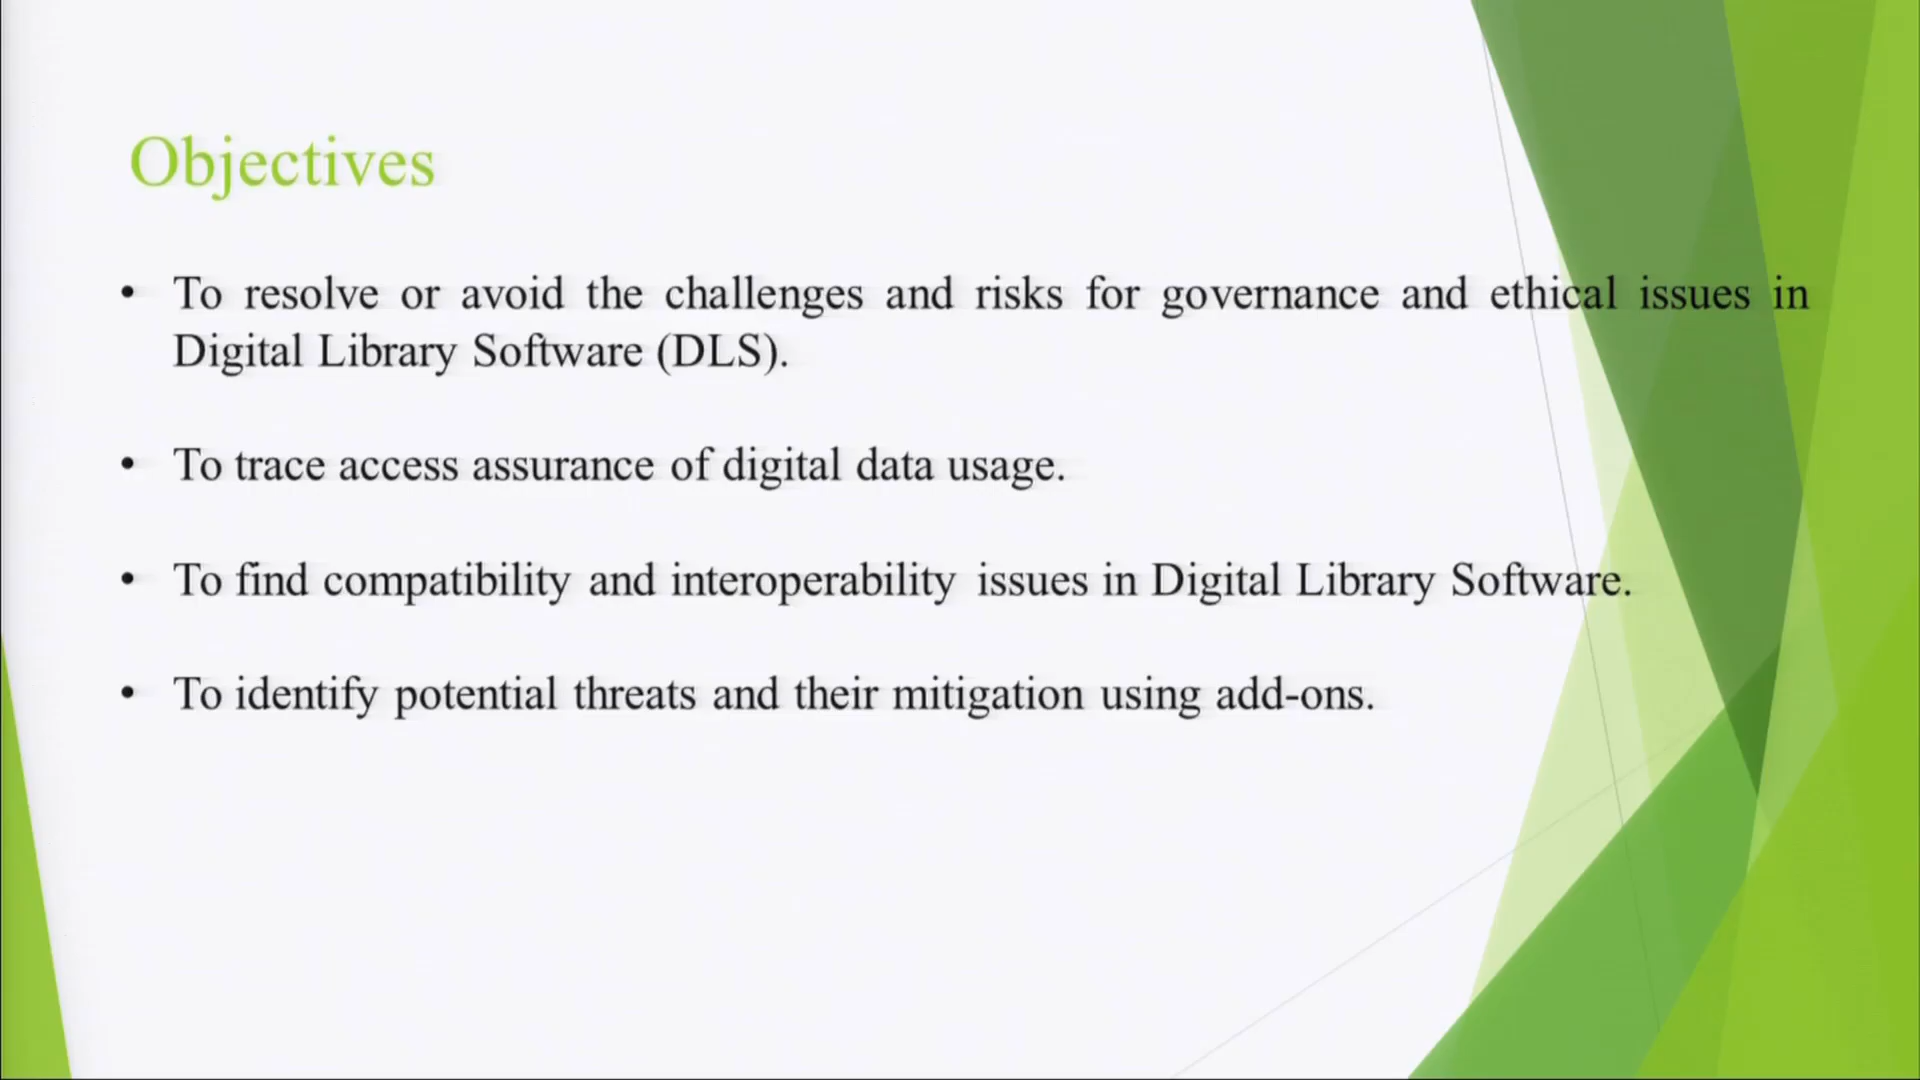 Objectives
• To resolve or avoid the challenges and risks for governance and ethical issues in
Digital Library Software (DLS).
• To trace access assurance of digital data usage.
• To find compatibility and interoperability issues in Digital Library Software.
• To identify potential threats and their mitigation using add-ons.